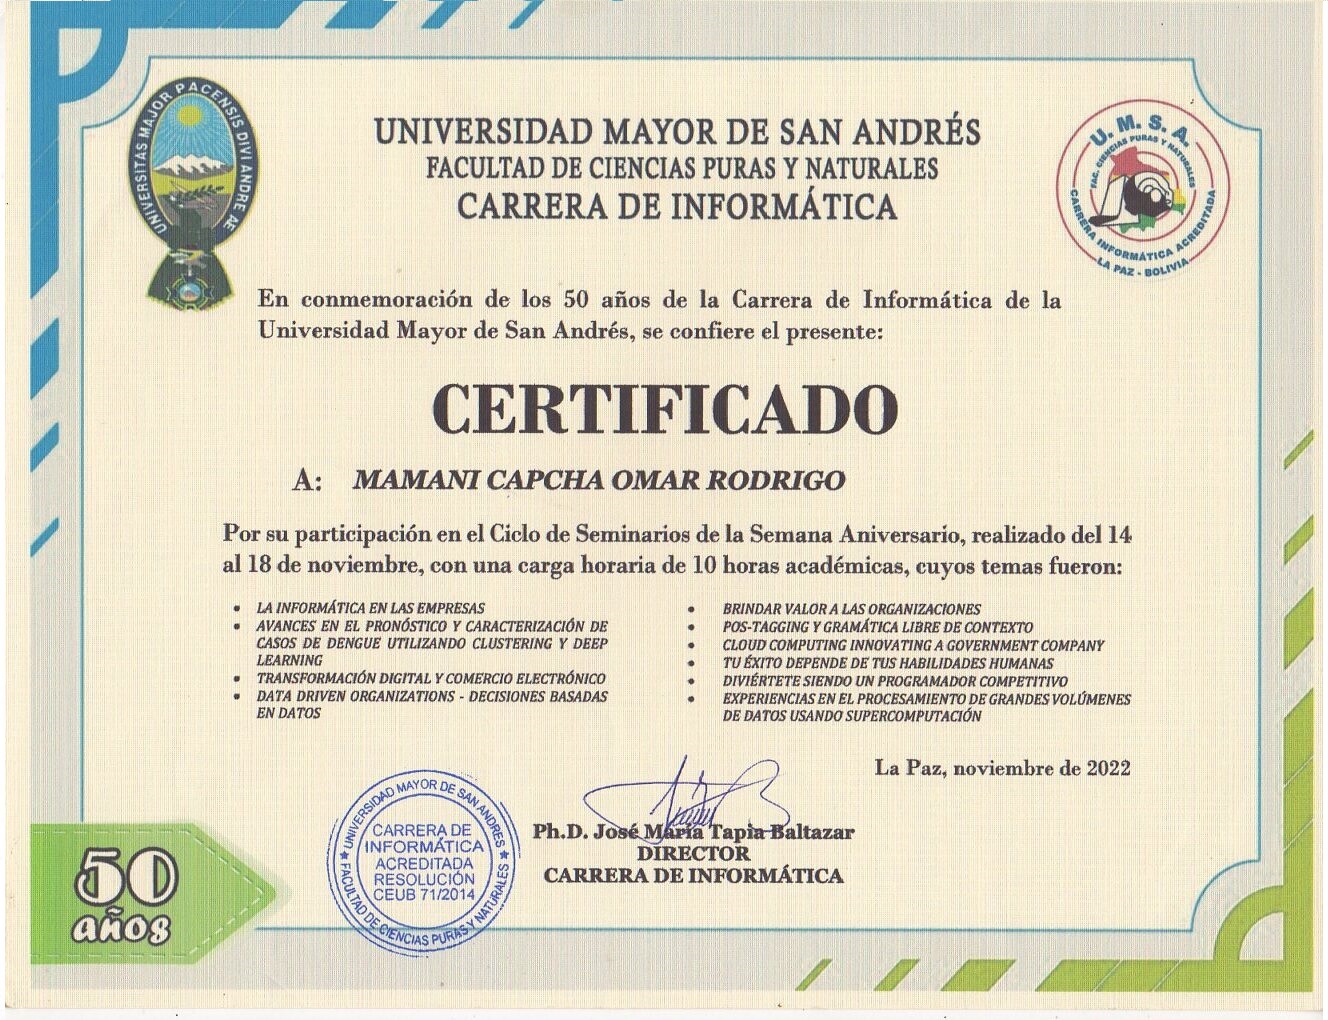 UNIVERSITAS MAJOR PACENSIS DIVI ANDRE AE
UNIVERSIDAD MAYOR DE SAN ANDRÉS
FACULTAD DE CIENCIAS PURAS Y NATURALES
CARRERA DE INFORMÁTICA
U. M. S. A.
FAC. CIENCIAS PURAS Y NATURALES
CARRERA INFORMÁTICA ACREDITADA
LA PAZ - BOLIVIA
En conmemoración de los 50 años de la Carrera de Informática de la
Universidad Mayor de San Andrés, se confiere el presente:
CERTIFICADO
A: MAMANI CAPCHA OMAR RODRIGO
Por su participación en el Ciclo de Seminarios de la Semana Aniversario, realizado del 14
al 18 de noviembre, con una carga horaria de 10 horas académicas, cuyos temas fueron:
• LA INFORMÁTICA EN LAS EMPRESAS
• AVANCES EN EL PRONÓSTICO Y CARACTERIZACIÓN DE
CASOS DE DENGUE UTILIZANDO CLUSTERING Y DEEP
LEARNING
• TRANSFORMACIÓN DIGITAL Y COMERCIO ELECTRÓNICO
• DATA DRIVEN ORGANIZATIONS - DECISIONES BASADAS
EN DATOS
• BRINDAR VALOR A LAS ORGANIZACIONES
• POS-TAGGING Y GRAMÁTICA LIBRE DE CONTEXTO
• CLOUD COMPUTING INNOVATING A GOVERNMENT COMPANY
• TU ÉXITO DEPENDE DE TUS HABILIDADES HUMANAS
• DIVIÉRTETE SIENDO UN PROGRAMADOR COMPETITIVO
• EXPERIENCIAS EN EL PROCESAMIENTO DE GRANDES VOLÚMENES
DE DATOS USANDO SUPERCOMPUTACIÓN
La Paz, noviembre de 2022
UNIVERSIDAD MAYOR DE SAN ANDRES
CARRERA DE
INFORMÁTICA
ACREDITADA
RESOLUCIÓN
CEUB 71/2014
FACULTAD DE CIENCIAS PURAS Y NATURALES
Ph.D. José María Tapia Baltazar
DIRECTOR
CARRERA DE INFORMÁTICA
50
años